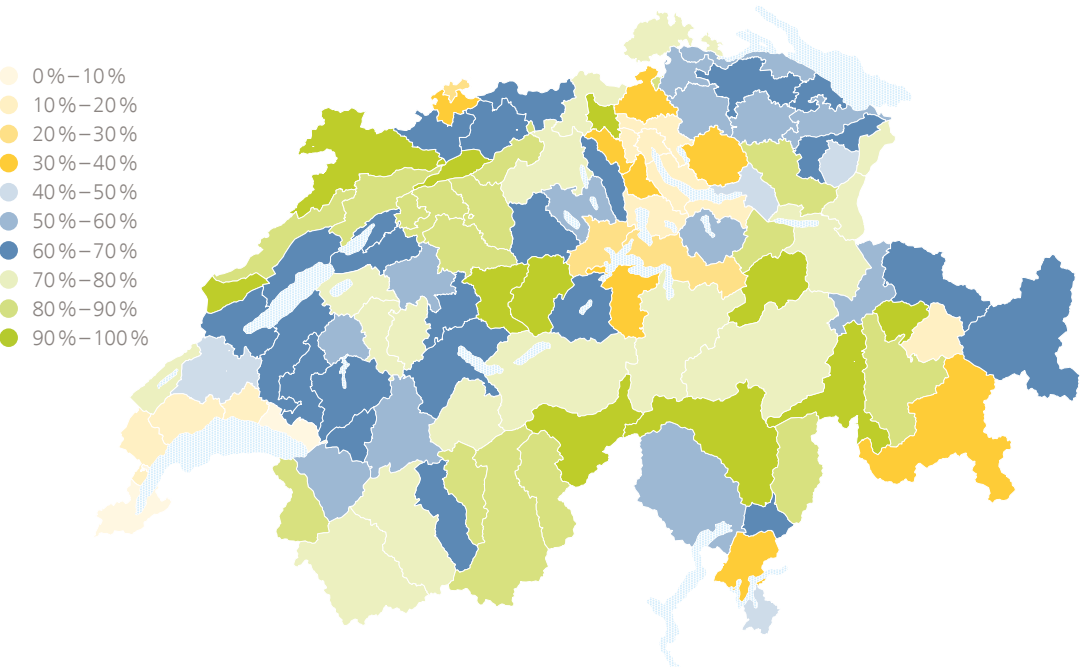 0 % – 10 %
10 % – 20 %
20 % – 30 %
30 % – 40 %
40 % – 50 %
50 % – 60 %
60 % – 70 %
70 % – 80 %
80 % – 90 %
90 % – 100 %